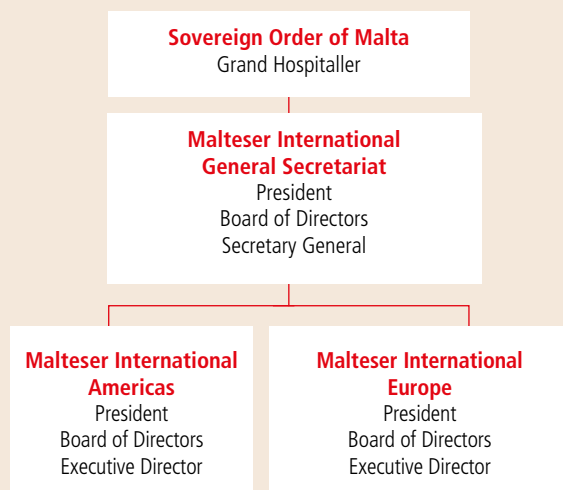 Sovereign Order of Malta
Grand Hospitaller
Malteser International
General Secretariat
President
Board of Directors
Secretary General
Malteser International
Americas
President
Board of Directors
Executive Director
Malteser International
Europe
President
Board of Directors
Executive Director